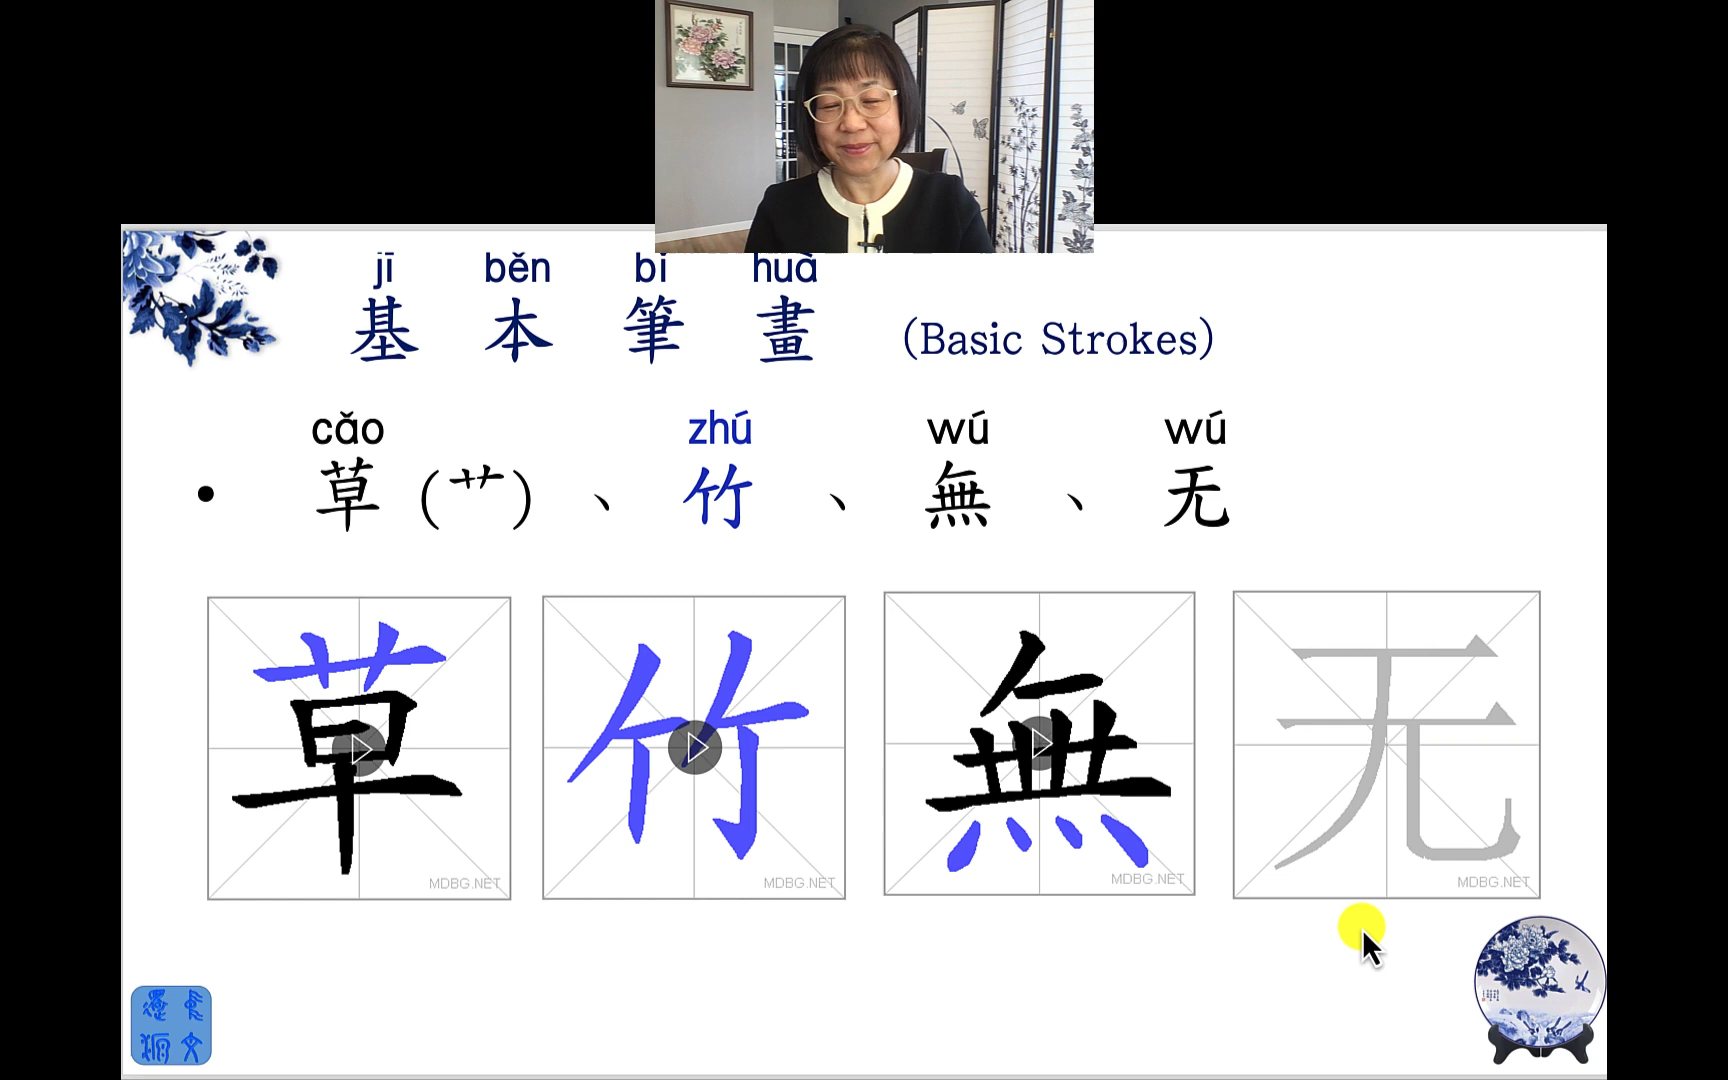 jī běn bǐ huà
基 本 筆 畫 (Basic Strokes)
cǎo zhú wú wú
• 草 (艹) 、 竹 、 無 、 无
草 竹 無 无
MDBG.NET MDBG.NET MDBG.NET MDBG.NET